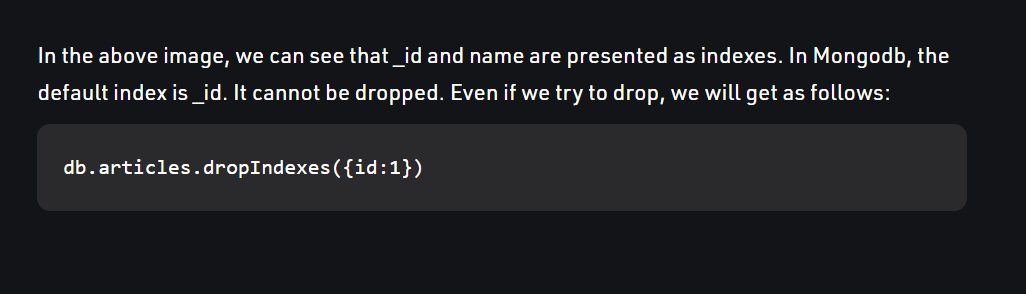 In the above image, we can see that _id and name are presented as indexes. In Mongodb, the
default index is _id. It cannot be dropped. Even if we try to drop, we will get as follows:
db.articles.dropIndexes({id:1})